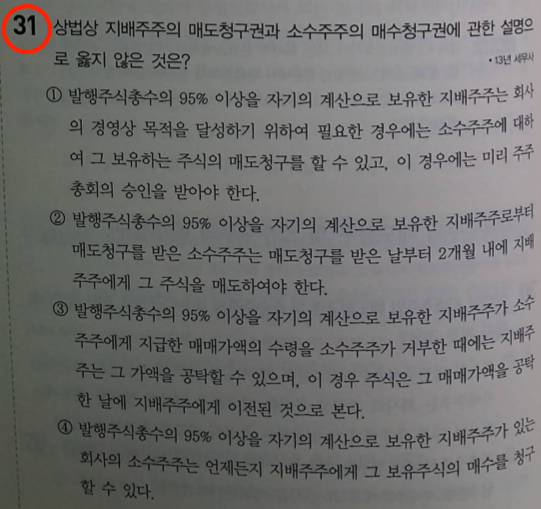 31 상법상 지배주주의 매도청구권과 소수주주의 매수청구권에 관한 설명으
로 옳지 않은 것은?
• 13년 세무사
① 발행주식총수의 95% 이상을 자기의 계산으로 보유한 지배주주는 회사
의 경영상 목적을 달성하기 위하여 필요한 경우에는 소수주주에 대하
여 그 보유하는 주식의 매도청구를 할 수 있고, 이 경우에는 미리 주주
총회의 승인을 받아야 한다.
② 발행주식총수의 95% 이상을 자기의 계산으로 보유한 지배주주로부터
매도청구를 받은 소수주주는 매도청구를 받은 날부터 2개월 내에 지배
주주에게 그 주식을 매도하여야 한다.
③ 발행주식총수의 95% 이상을 자기의 계산으로 보유한 지배주주가 소수
주주에게 지급한 매매가액의 수령을 소수주주가 거부한 때에는 지배주
주는 그 가액을 공탁할 수 있으며, 이 경우 주식은 그 매매가액을 공탁
한 날에 지배주주에게 이전된 것으로 본다.
④ 발행주식총수의 95% 이상을 자기의 계산으로 보유한 지배주주가 있는
회사의 소수주주는 언제든지 지배주주에게 그 보유주식의 매수를 청구
할 수 있다.